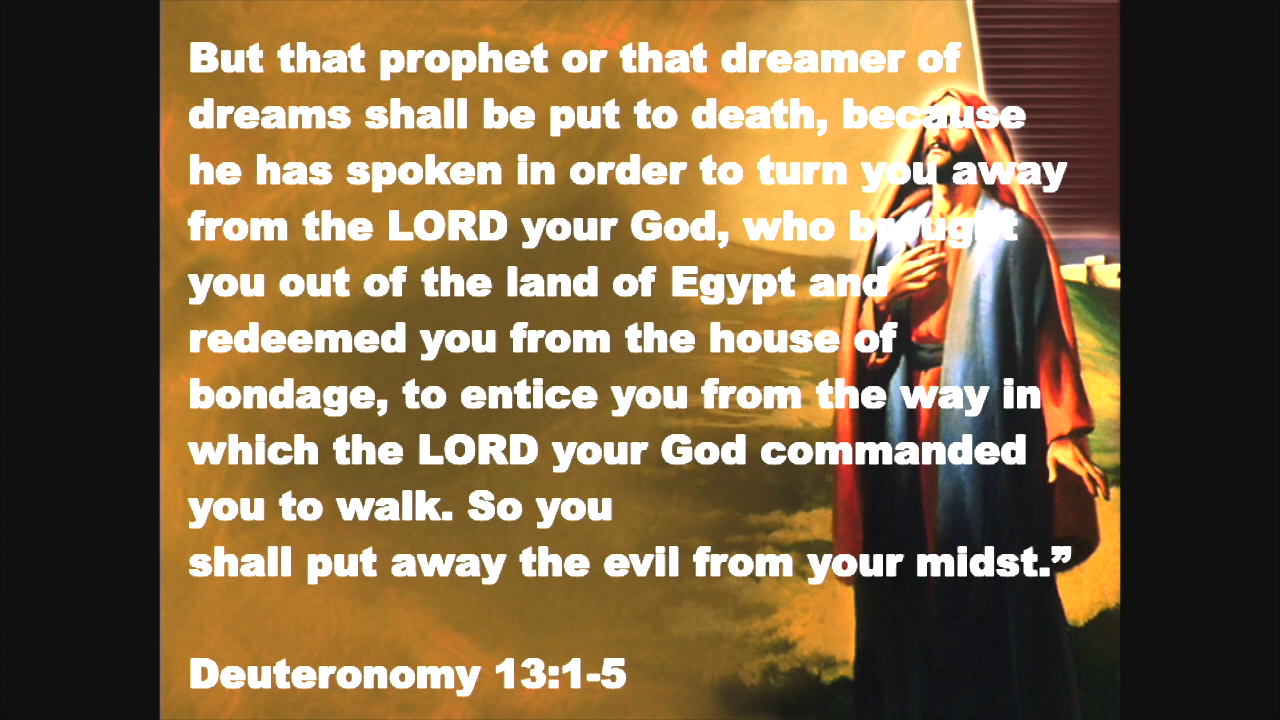 But that prophet or that dreamer of
dreams shall be put to death, because
he has spoken in order to turn you away
from the LORD your God, who brought
you out of the land of Egypt and
redeemed you from the house of
bondage, to entice you from the way in
which the LORD your God commanded
you to walk. So you
shall put away the evil from your midst.”
Deuteronomy 13:1-5